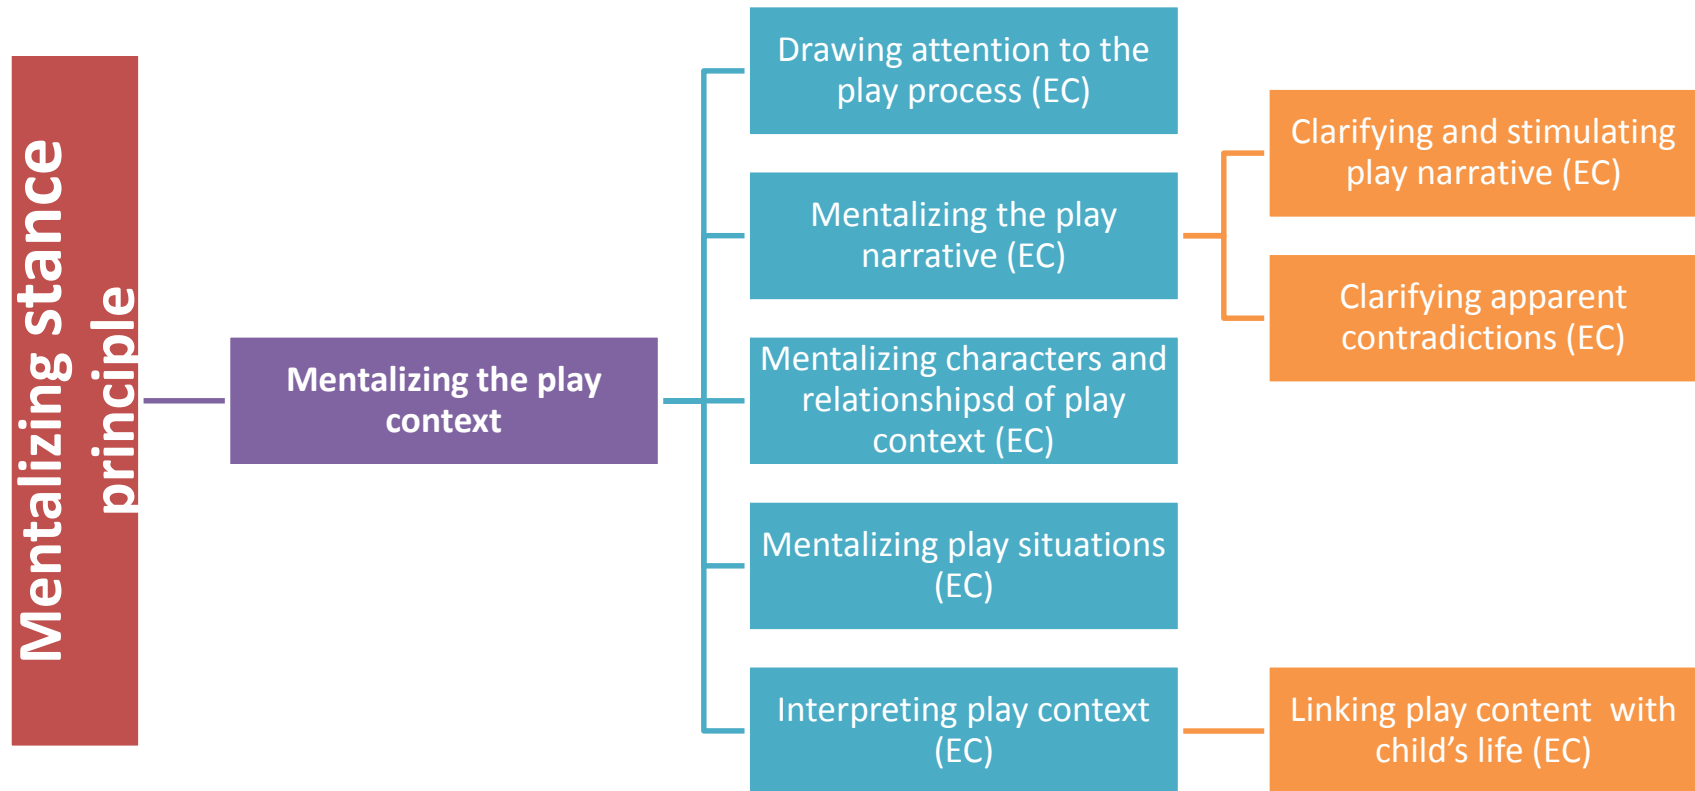 Mentalizing stance
principle
Mentalizing the play
context
Drawing attention to the
play process (EC)
Mentalizing the play
narrative (EC)
Clarifying and stimulating
play narrative (EC)
Clarifying apparent
contradictions (EC)
Mentalizing characters and
relationshipsd of play
context (EC)
Mentalizing play situations
(EC)
Interpreting play context
(EC)
Linking play content  with
child’s life (EC)